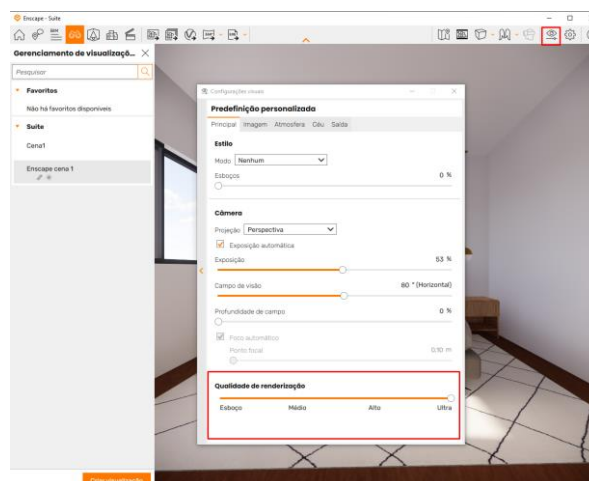 Enscape - Suite
Gerenciamento de visualizaçõ...
Pesquisar
Favoritos
Não há favoritos disponíveis
Suite
Cena1
Enscape cena 1
Criar visualização
Configurações visuais
Predefinição personalizada
Principal Imagem Atmosfera Céu Saída
Estilo
Modo Nenhum
Esboços 0 %
Câmera
Projeção Perspectiva
Exposição automática
Exposição 53 %
Campo de visão 80 ° (Horizontal)
Profundidade de campo 0 %
Foco automático
Ponto focal 0,10 m
Qualidade de renderização
Esboço Médio Alto Ultra